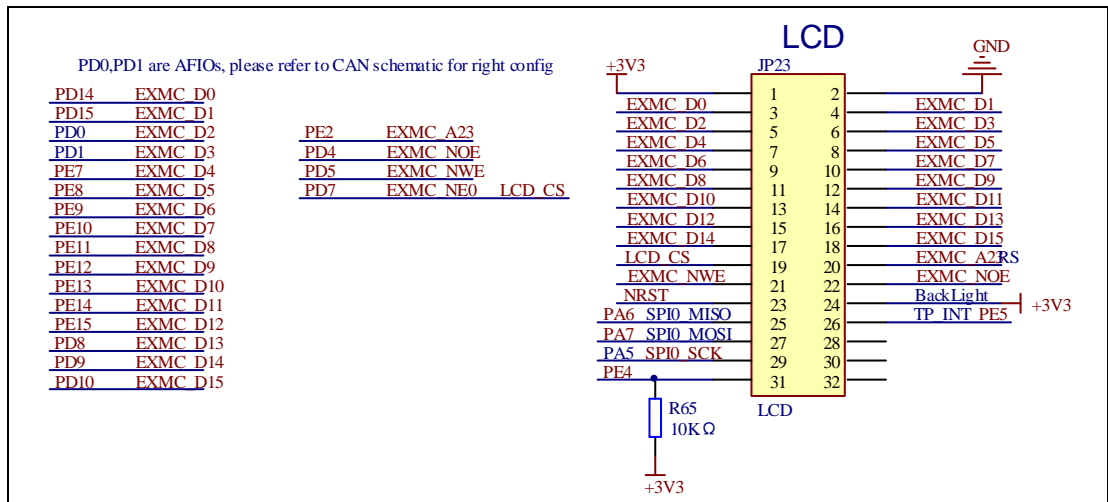 LCD
PD0,PD1 are AFIOs, please refer to CAN schematic for right config
PD14 EXMC_D0
PD15 EXMC_D1
PD0 EXMC_D2
PD1 EXMC_D3
PE7 EXMC_D4
PE8 EXMC_D5
PE9 EXMC_D6
PE10 EXMC_D7
PE11 EXMC_D8
PE12 EXMC_D9
PE13 EXMC_D10
PE14 EXMC_D11
PE15 EXMC_D12
PD8 EXMC_D13
PD9 EXMC_D14
PD10 EXMC_D15
PE2 EXMC_A23
PD4 EXMC_NOE
PD5 EXMC_NWE
PD7 EXMC_NE0 LCD_CS
+3V3 JP23 GND
1 2
EXMC_D0 3 4 EXMC_D1
EXMC_D2 5 6 EXMC_D3
EXMC_D4 7 8 EXMC_D5
EXMC_D6 9 10 EXMC_D7
EXMC_D8 11 12 EXMC_D9
EXMC_D10 13 14 EXMC_D11
EXMC_D12 15 16 EXMC_D13
EXMC_D14 17 18 EXMC_D15
LCD_CS 19 20 EXMC_A23 RS
EXMC_NWE 21 22 EXMC_NOE
NRST 23 24 BackLight +3V3
PA6 SPI0_MISO 25 26 TP_INT PE5
PA7 SPI0_MOSI 27 28
PA5 SPI0_SCK 29 30
PE4 31 32
R65 LCD
10KΩ
+3V3